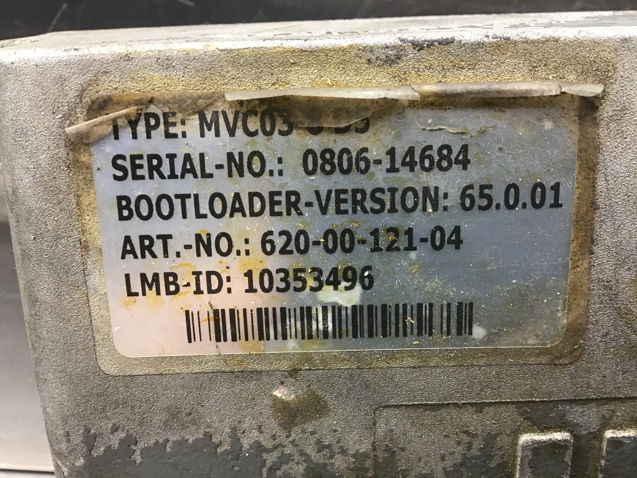 TYPE: MVC03
SERIAL-NO.: 0806-14684
BOOTLOADER-VERSION: 65.0.01
ART.-NO.: 620-00-121-04
LMB-ID: 10353496